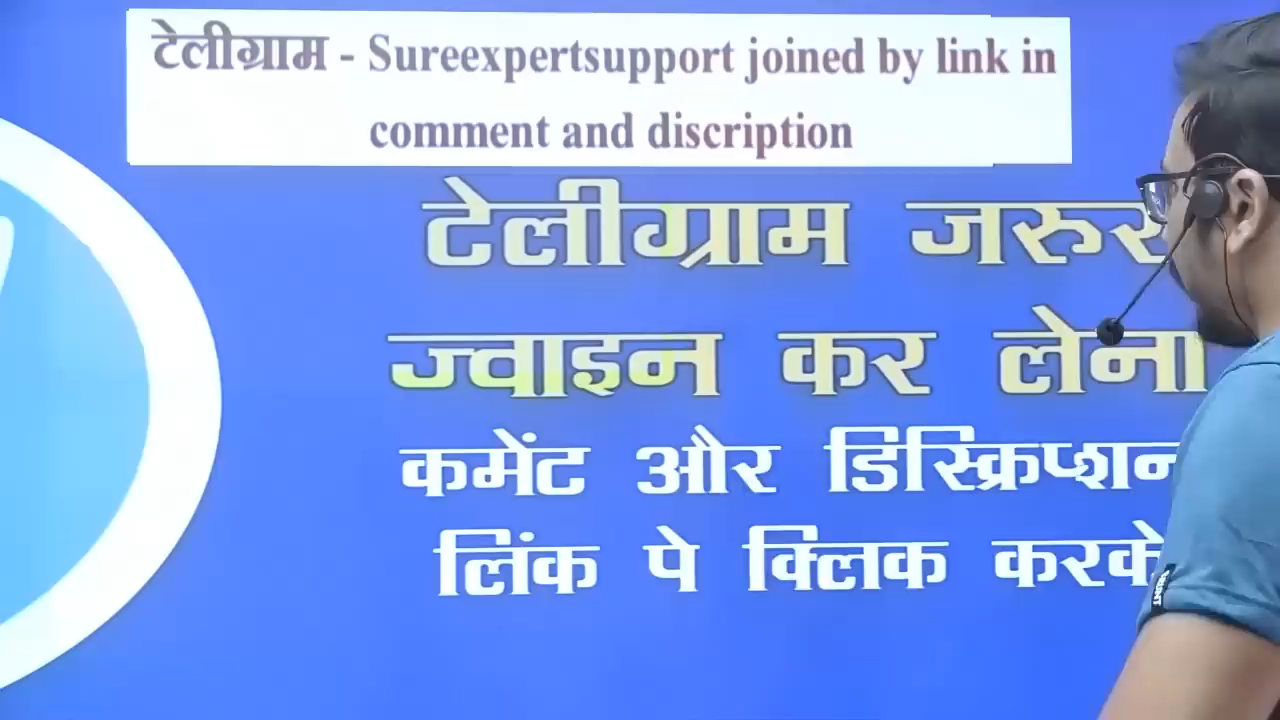 टेलीग्राम - Sureexpertsupport joined by link in
comment and discription
टेलीग्राम जरुर
ज्वाइन कर लेना
कमेंट और डिस्क्रिप्शन
लिंक पे क्लिक करके